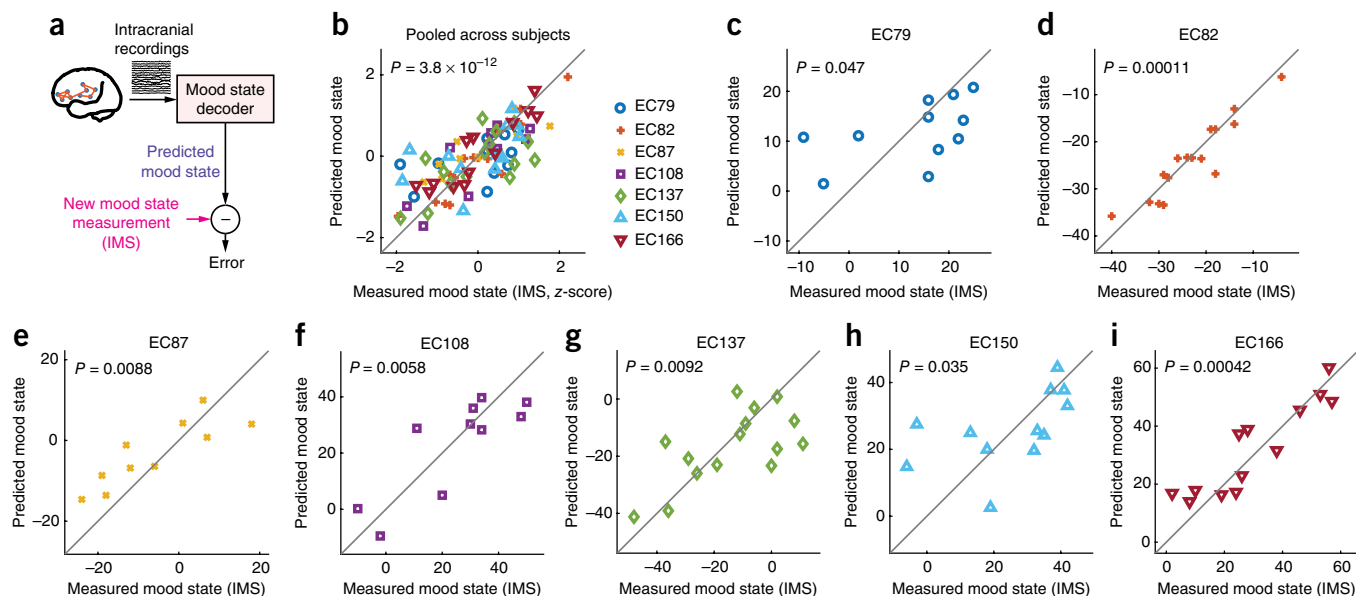 a
Intracranial
recordings
Mood state
decoder
Predicted
mood state
New mood state
measurement
(IMS)
−
Error
b
Pooled across subjects
P = 3.8 × 10−12
Predicted mood state
2
0
−2
−2
0
2
Measured mood state (IMS, z-score)
EC79
EC82
EC87
EC108
EC137
EC150
EC166
c
EC79
P = 0.047
Predicted mood state
20
10
0
−10
−10
0
10
20
Measured mood state (IMS)
d
EC82
P = 0.00011
Predicted mood state
−10
−20
−30
−40
−40
−30
−20
−10
Measured mood state (IMS)
e
EC87
P = 0.0088
Predicted mood state
20
0
−20
−20
0
20
Measured mood state (IMS)
f
EC108
P = 0.0058
Predicted mood state
40
20
0
0
20
40
Measured mood state (IMS)
g
EC137
P = 0.0092
Predicted mood state
0
−20
−40
−40
−20
0
Measured mood state (IMS)
h
EC150
P = 0.035
Predicted mood state
40
20
0
0
20
40
Measured mood state (IMS)
i
EC166
P = 0.00042
Predicted mood state
60
40
20
0
0
20
40
60
Measured mood state (IMS)